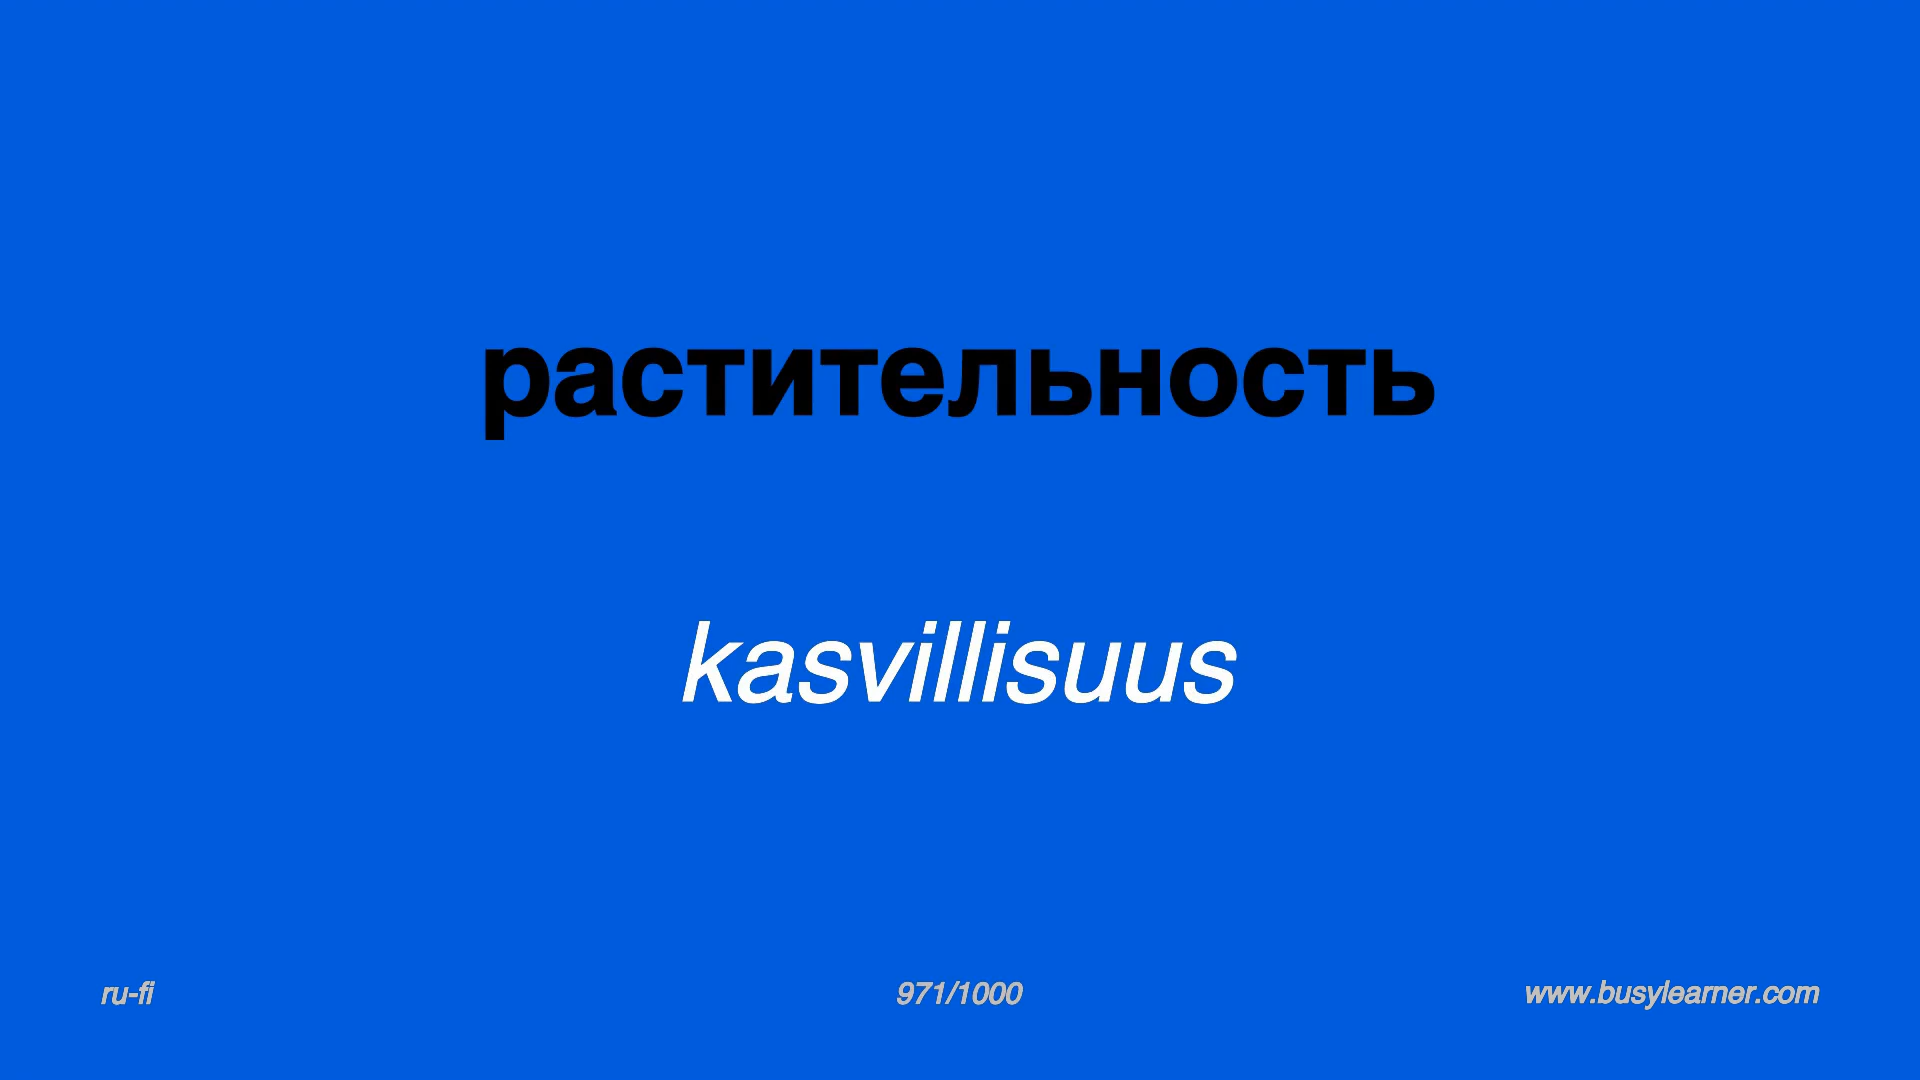 растительность
kasvillisuus
ru-fi
971/1000
www.busylearner.com